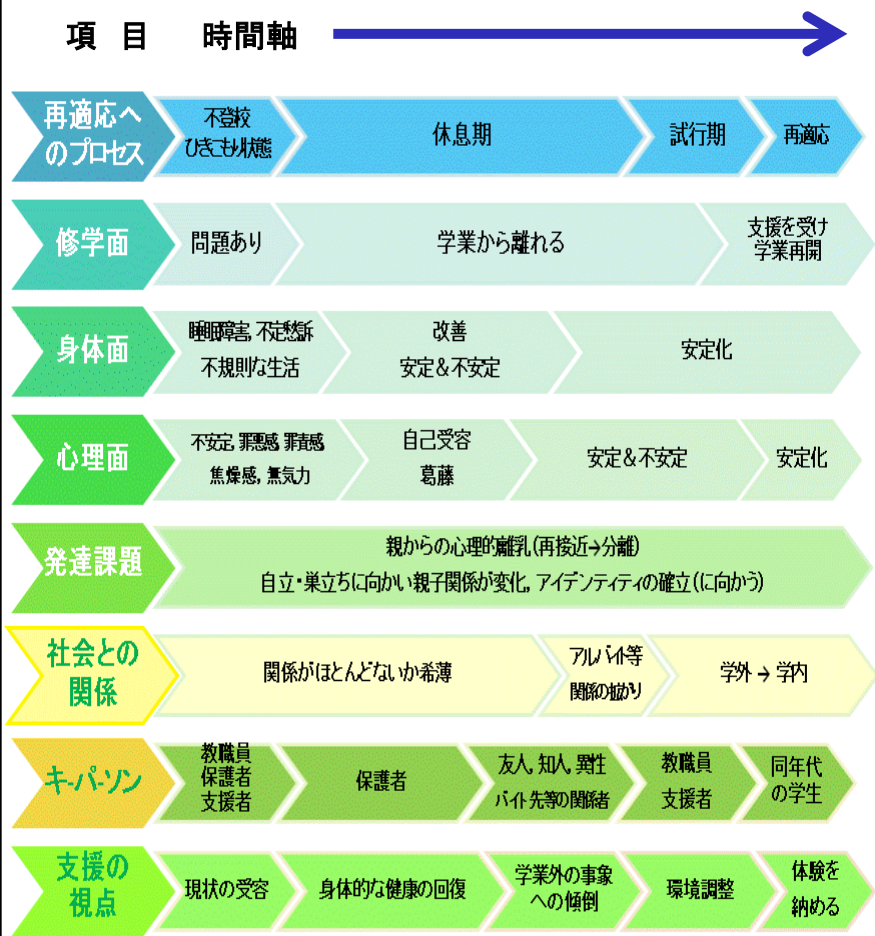 項 目 時間軸
再適応へ
のプロセス
不登校
ひきこもり状態
休息期
試行期
再適応
修学面
問題あり
学業から離れる
支援を受け
学業再開
身体面
睡眠障害, 不定愁訴
不規則な生活
改善
安定&不安定
安定化
心理面
不安定, 罪悪感, 罪責感
焦燥感, 無気力
自己受容
葛藤
安定&不安定
安定化
発達課題
親からの心理的離乳(再接近→分離)
自立・巣立ちに向かい親子関係が変化, アイデンティティの確立(に向かう)
社会との
関係
関係がほとんどないか希薄
アルバイト等
関係の拡がり
学外 → 学内
キーパーソン
教職員
保護者
支援者
保護者
友人, 知人, 異性
バイト先等の関係者
教職員
支援者
同年代
の学生
支援の
視点
現状の受容
身体的な健康の回復
学業外の事象
への傾倒
環境調整
体験を
納める